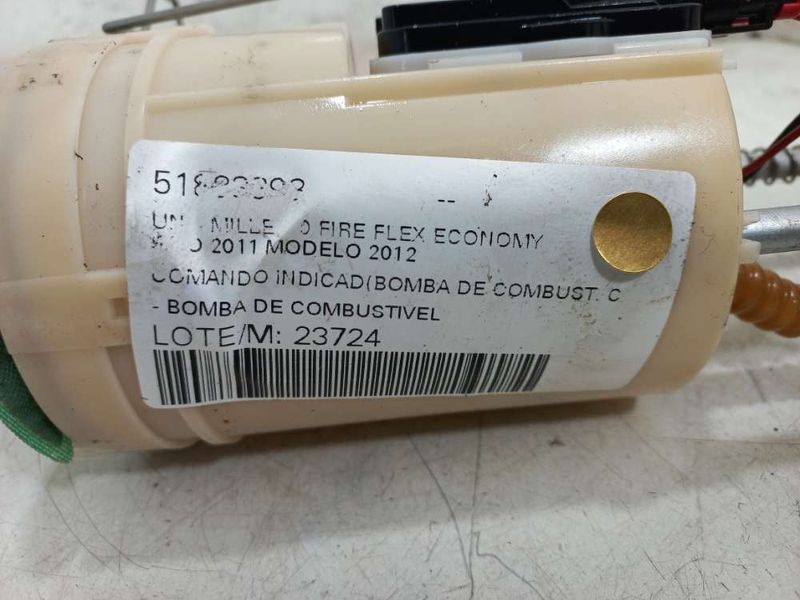 --
MILLE FIRE FLEX ECONOMY
2011 MODELO 2012
COMANDO INDICAD(BOMBA DE COMBUST. C
- BOMBA DE COMBUSTIVEL
LOTE/M: 23724